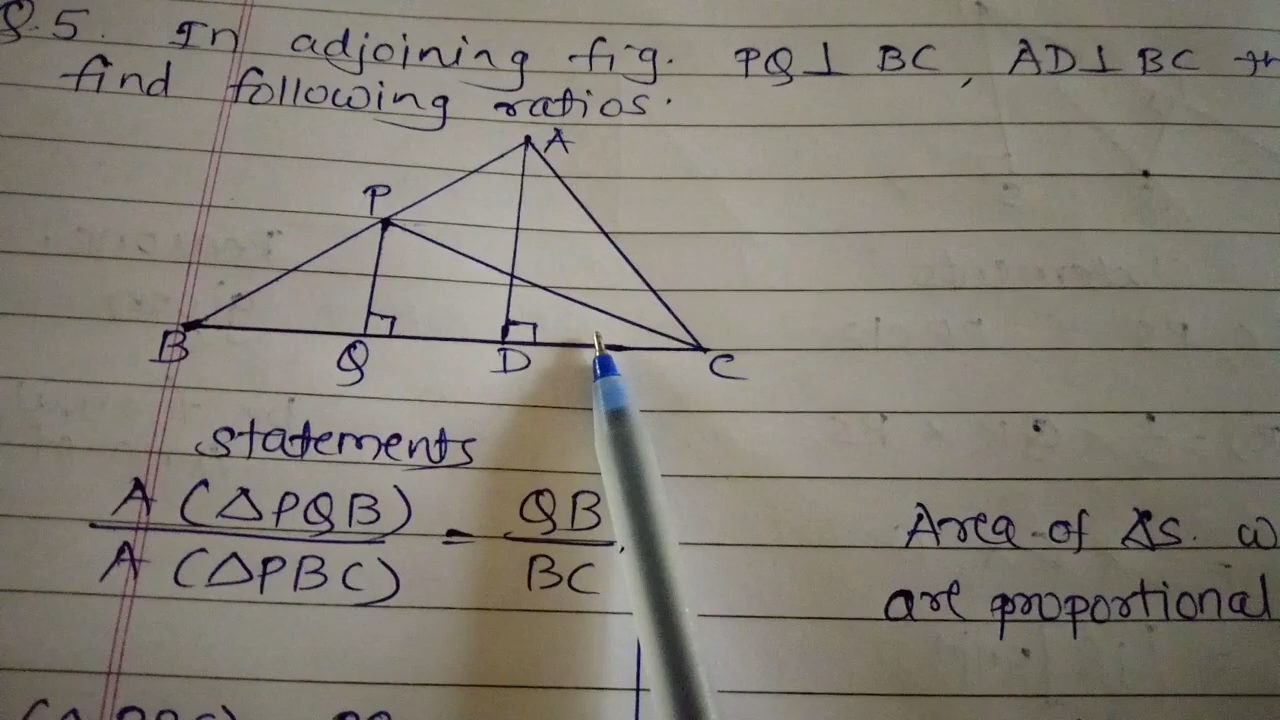 Q.5. In adjoining fig. PQ⊥ BC, AD⊥ BC
find following ratios.
A
P
B
Q
D
C
statements
A (△PQB) = QB
A (△PBC) BC
Area of △s.
are proportional